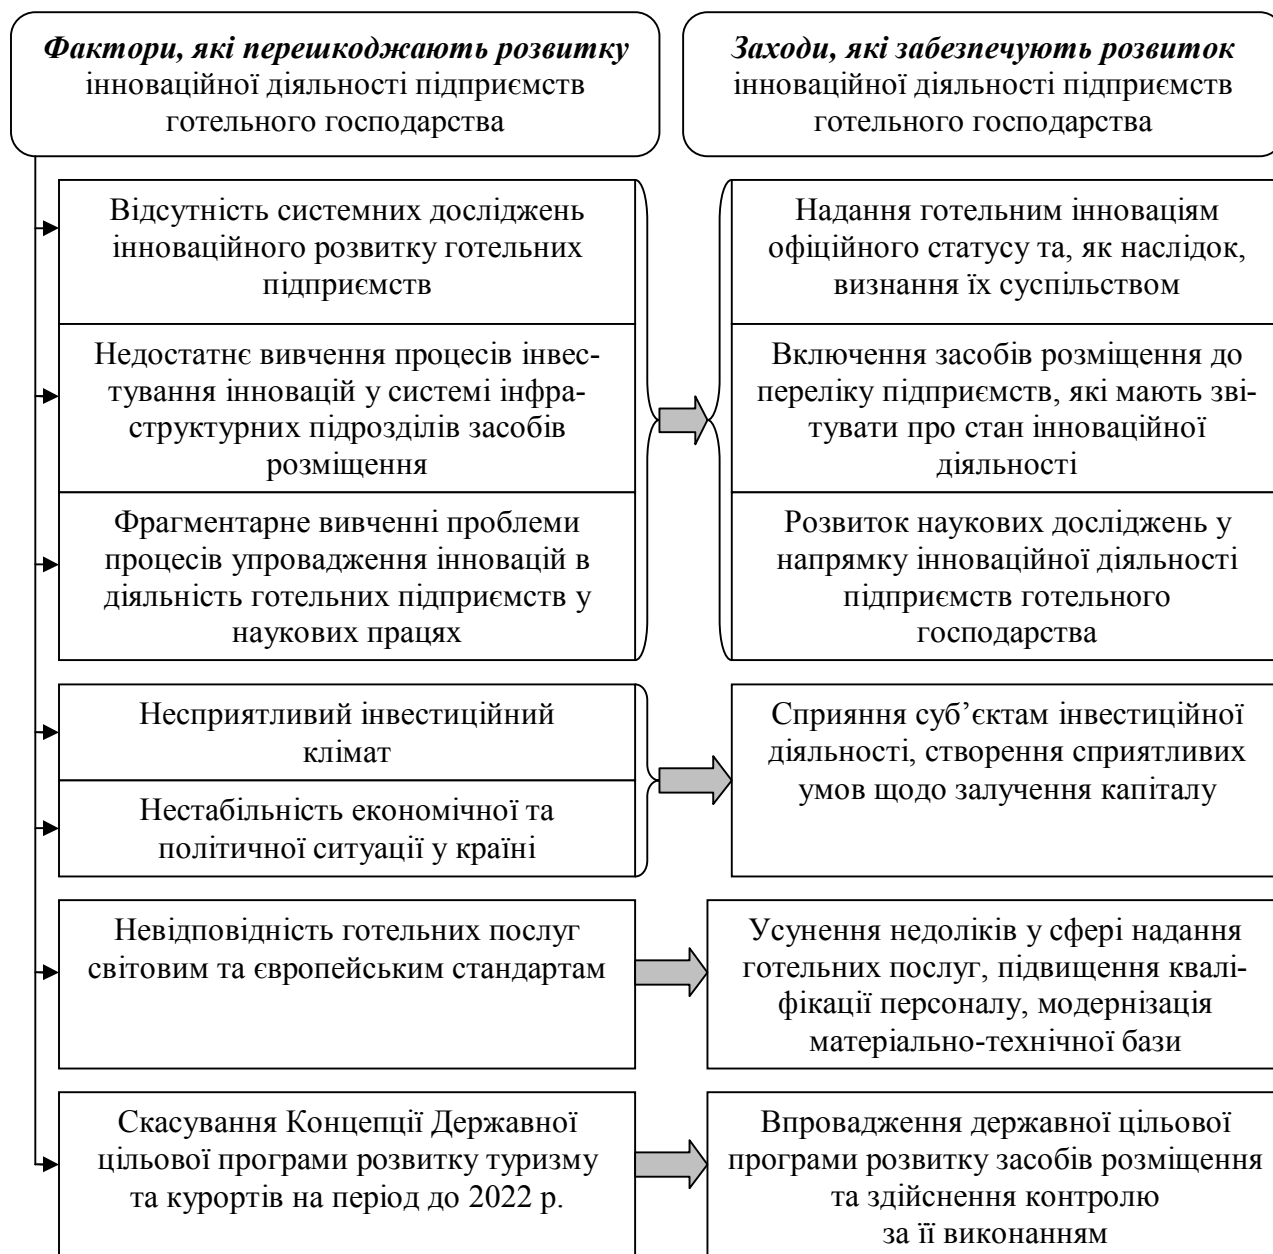 Фактори, які перешкоджають розвитку
інноваційної діяльності підприємств
готельного господарства
Заходи, які забезпечують розвиток
інноваційної діяльності підприємств
готельного господарства
Відсутність системних досліджень
інноваційного розвитку готельних
підприємств
Надання готельним інноваціям
офіційного статусу та, як наслідок,
визнання їх суспільством
Недостатнє вивчення процесів інвес-
тування інновацій у системі інфра-
структурних підрозділів засобів
розміщення
Включення засобів розміщення до
переліку підприємств, які мають зві-
тувати про стан інноваційної
діяльності
Фрагментарне вивченні проблеми
процесів упровадження інновацій в
діяльність готельних підприємств у
наукових працях
Розвиток наукових досліджень у
напрямку інноваційної діяльності
підприємств готельного
господарства
Несприятливий інвестиційний
клімат
Нестабільність економічної та
політичної ситуації у країні
Сприяння суб’єктам інвестиційної
діяльності, створення сприятливих
умов щодо залучення капіталу
Невідповідність готельних послуг
світовим та європейським стандартам
Усунення недоліків у сфері надання
готельних послуг, підвищення квалі-
фікації персоналу, модернізація
матеріально-технічної бази
Скасування Концепції Державної
цільової програми розвитку туризму
та курортів на період до 2022 р.
Впровадження державної цільової
програми розвитку засобів розміщення
та здійснення контролю
за її виконанням